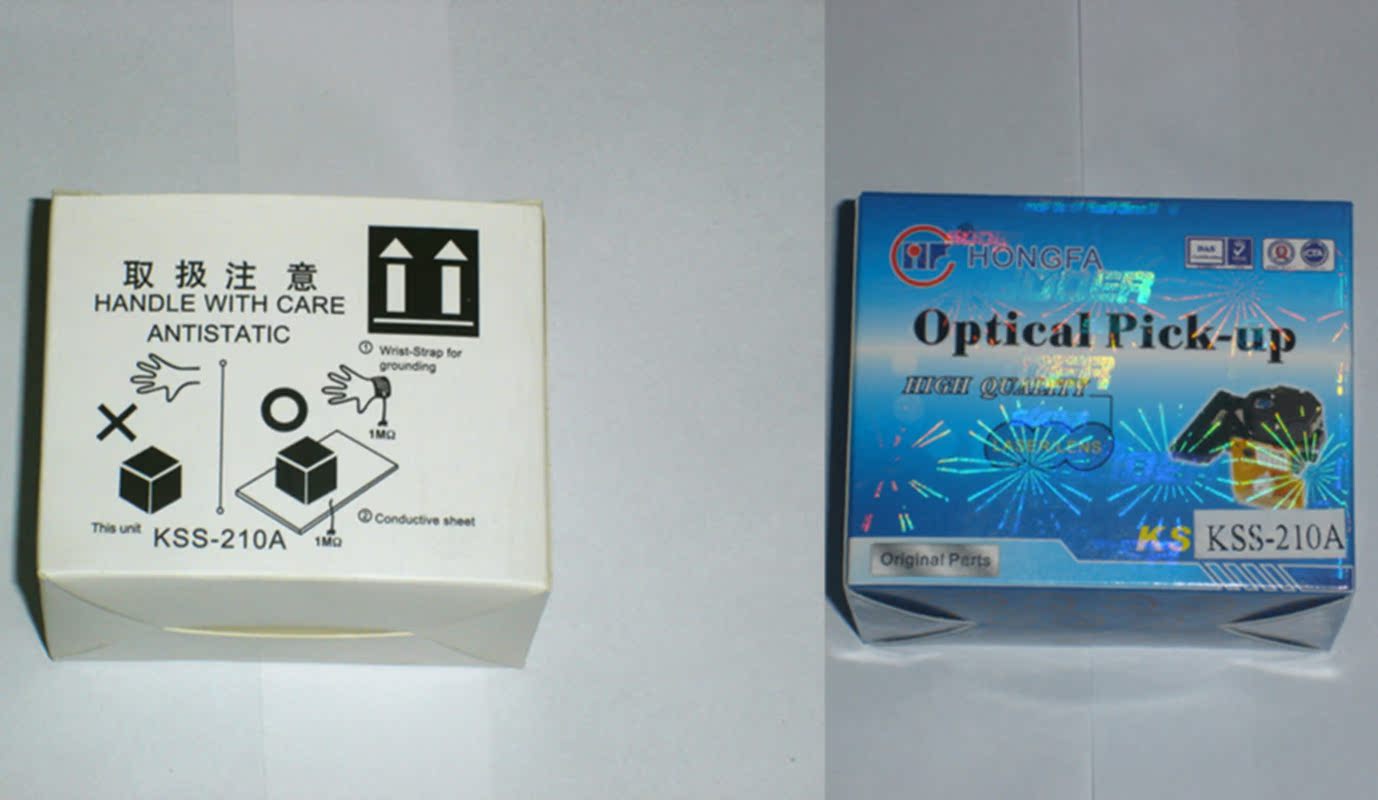 取扱注意
HANDLE WITH CARE
ANTISTATIC
① Wrist-Strap for
grounding
1MΩ
② Conductive sheet
1MΩ
This unit
KSS-210A
HONGFA
Optical Pick-up
HIGH QUALITY
LASER LENS
KS
KSS-210A
Original Parts